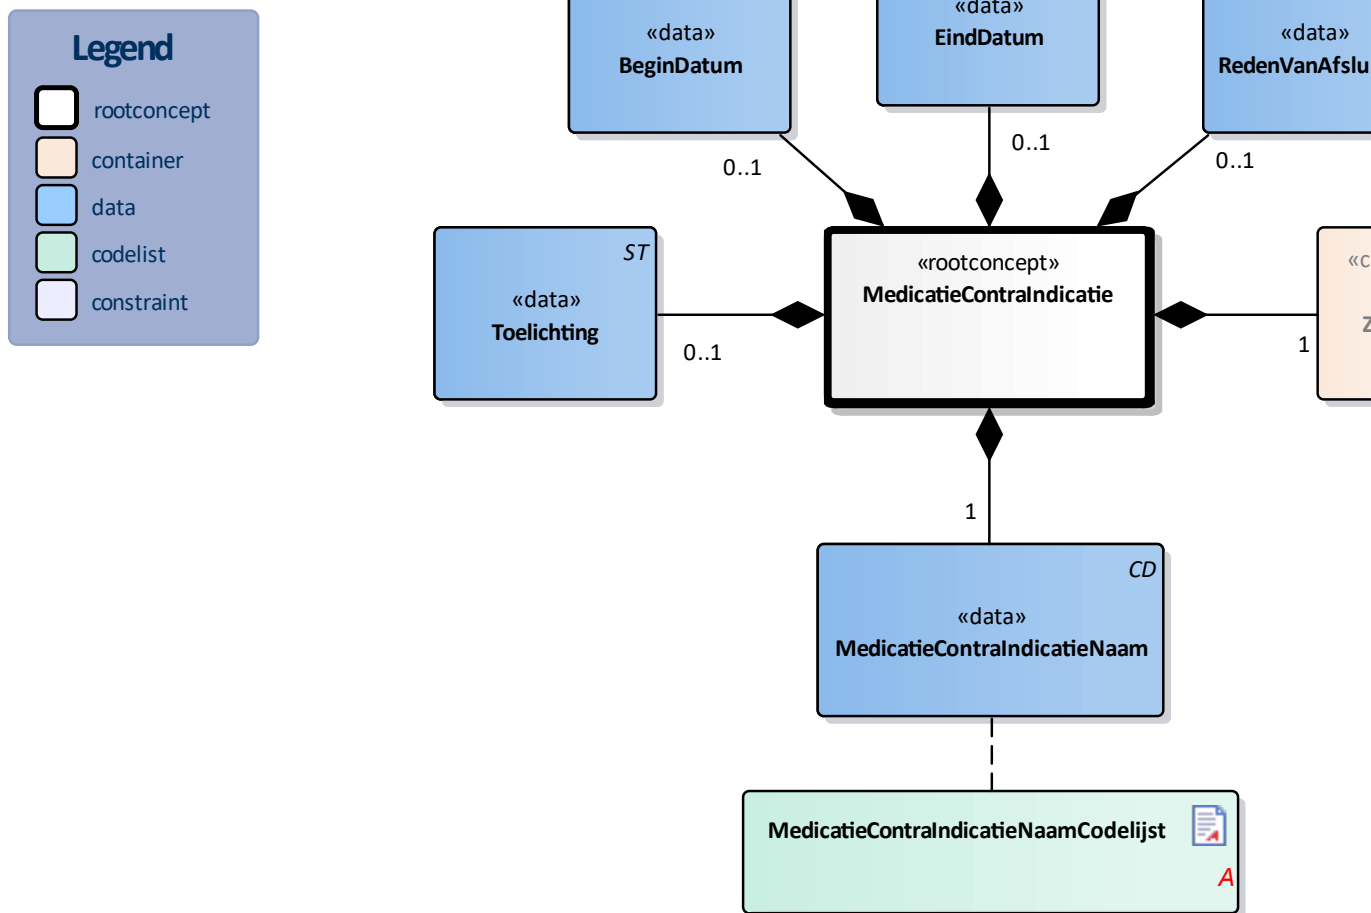 Legend
rootconcept
container
data
codelist
constraint
«data»
BeginDatum
«data»
EindDatum
«data»
RedenVanAfslu
0..1
0..1
0..1
ST
«data»
Toelichting
0..1
«rootconcept»
MedicatieContraIndicatie
«c
Z
1
1
CD
«data»
MedicatieContraIndicatieNaam
MedicatieContraIndicatieNaamCodelijst
A